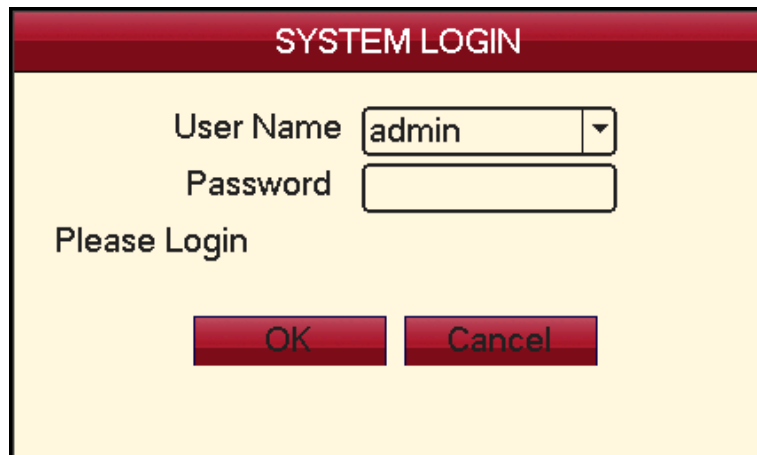 SYSTEM LOGIN
User Name admin
Password
Please Login
OK Cancel